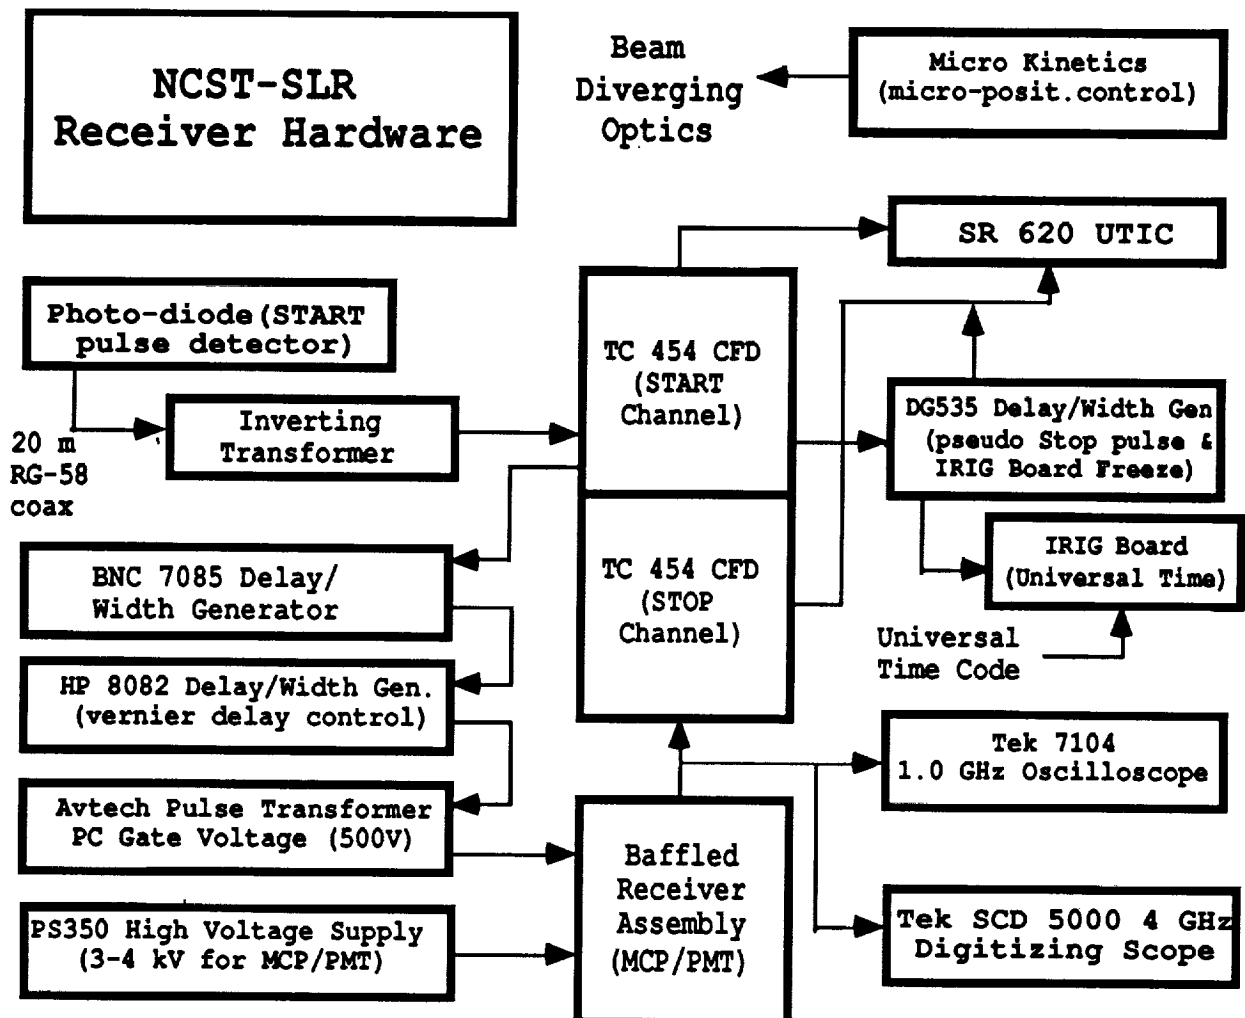 NCST-SLR
Receiver Hardware
Beam
Diverging
Optics
Micro Kinetics
(micro-posit.control)
SR 620 UTIC
Photo-diode(START
pulse detector)
TC 454 CFD
(START
Channel)
Inverting
Transformer
20 m
RG-58
coax
DG535 Delay/Width Gen
(pseudo Stop pulse &
IRIG Board Freeze)
BNC 7085 Delay/
Width Generator
TC 454 CFD
(STOP
Channel)
IRIG Board
(Universal Time)
Universal
Time Code
HP 8082 Delay/Width Gen.
(vernier delay control)
Tek 7104
1.0 GHz Oscilloscope
Avtech Pulse Transformer
PC Gate Voltage (500V)
Baffled
Receiver
Assembly
(MCP/PMT)
PS350 High Voltage Supply
(3-4 kV for MCP/PMT)
Tek SCD 5000 4 GHz
Digitizing Scope